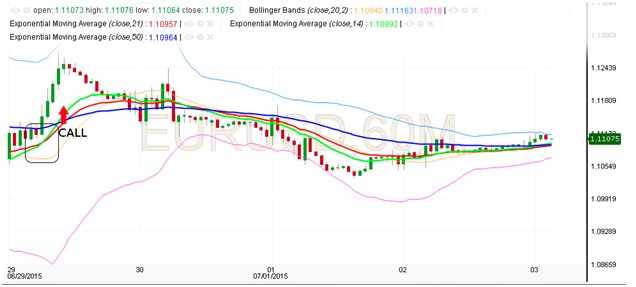 open: 1.11073 high: 1.11076 low: 1.11064 close: 1.11075 Bollinger Bands (close,20,2) : 1.10940 1.11163 1.10718 |
Exponential Moving Average (close,21) : 1.10957 | Exponential Moving Average (close,14) : 1.10992 |
Exponential Moving Average (close,50) : 1.10964 |
1.12439
1.11809
CALL
EURUSD,60M
1.11075
1.10549
1.09919
1.09289
1.08659
29 30 01 02 03
06/29/2015 07/01/2015